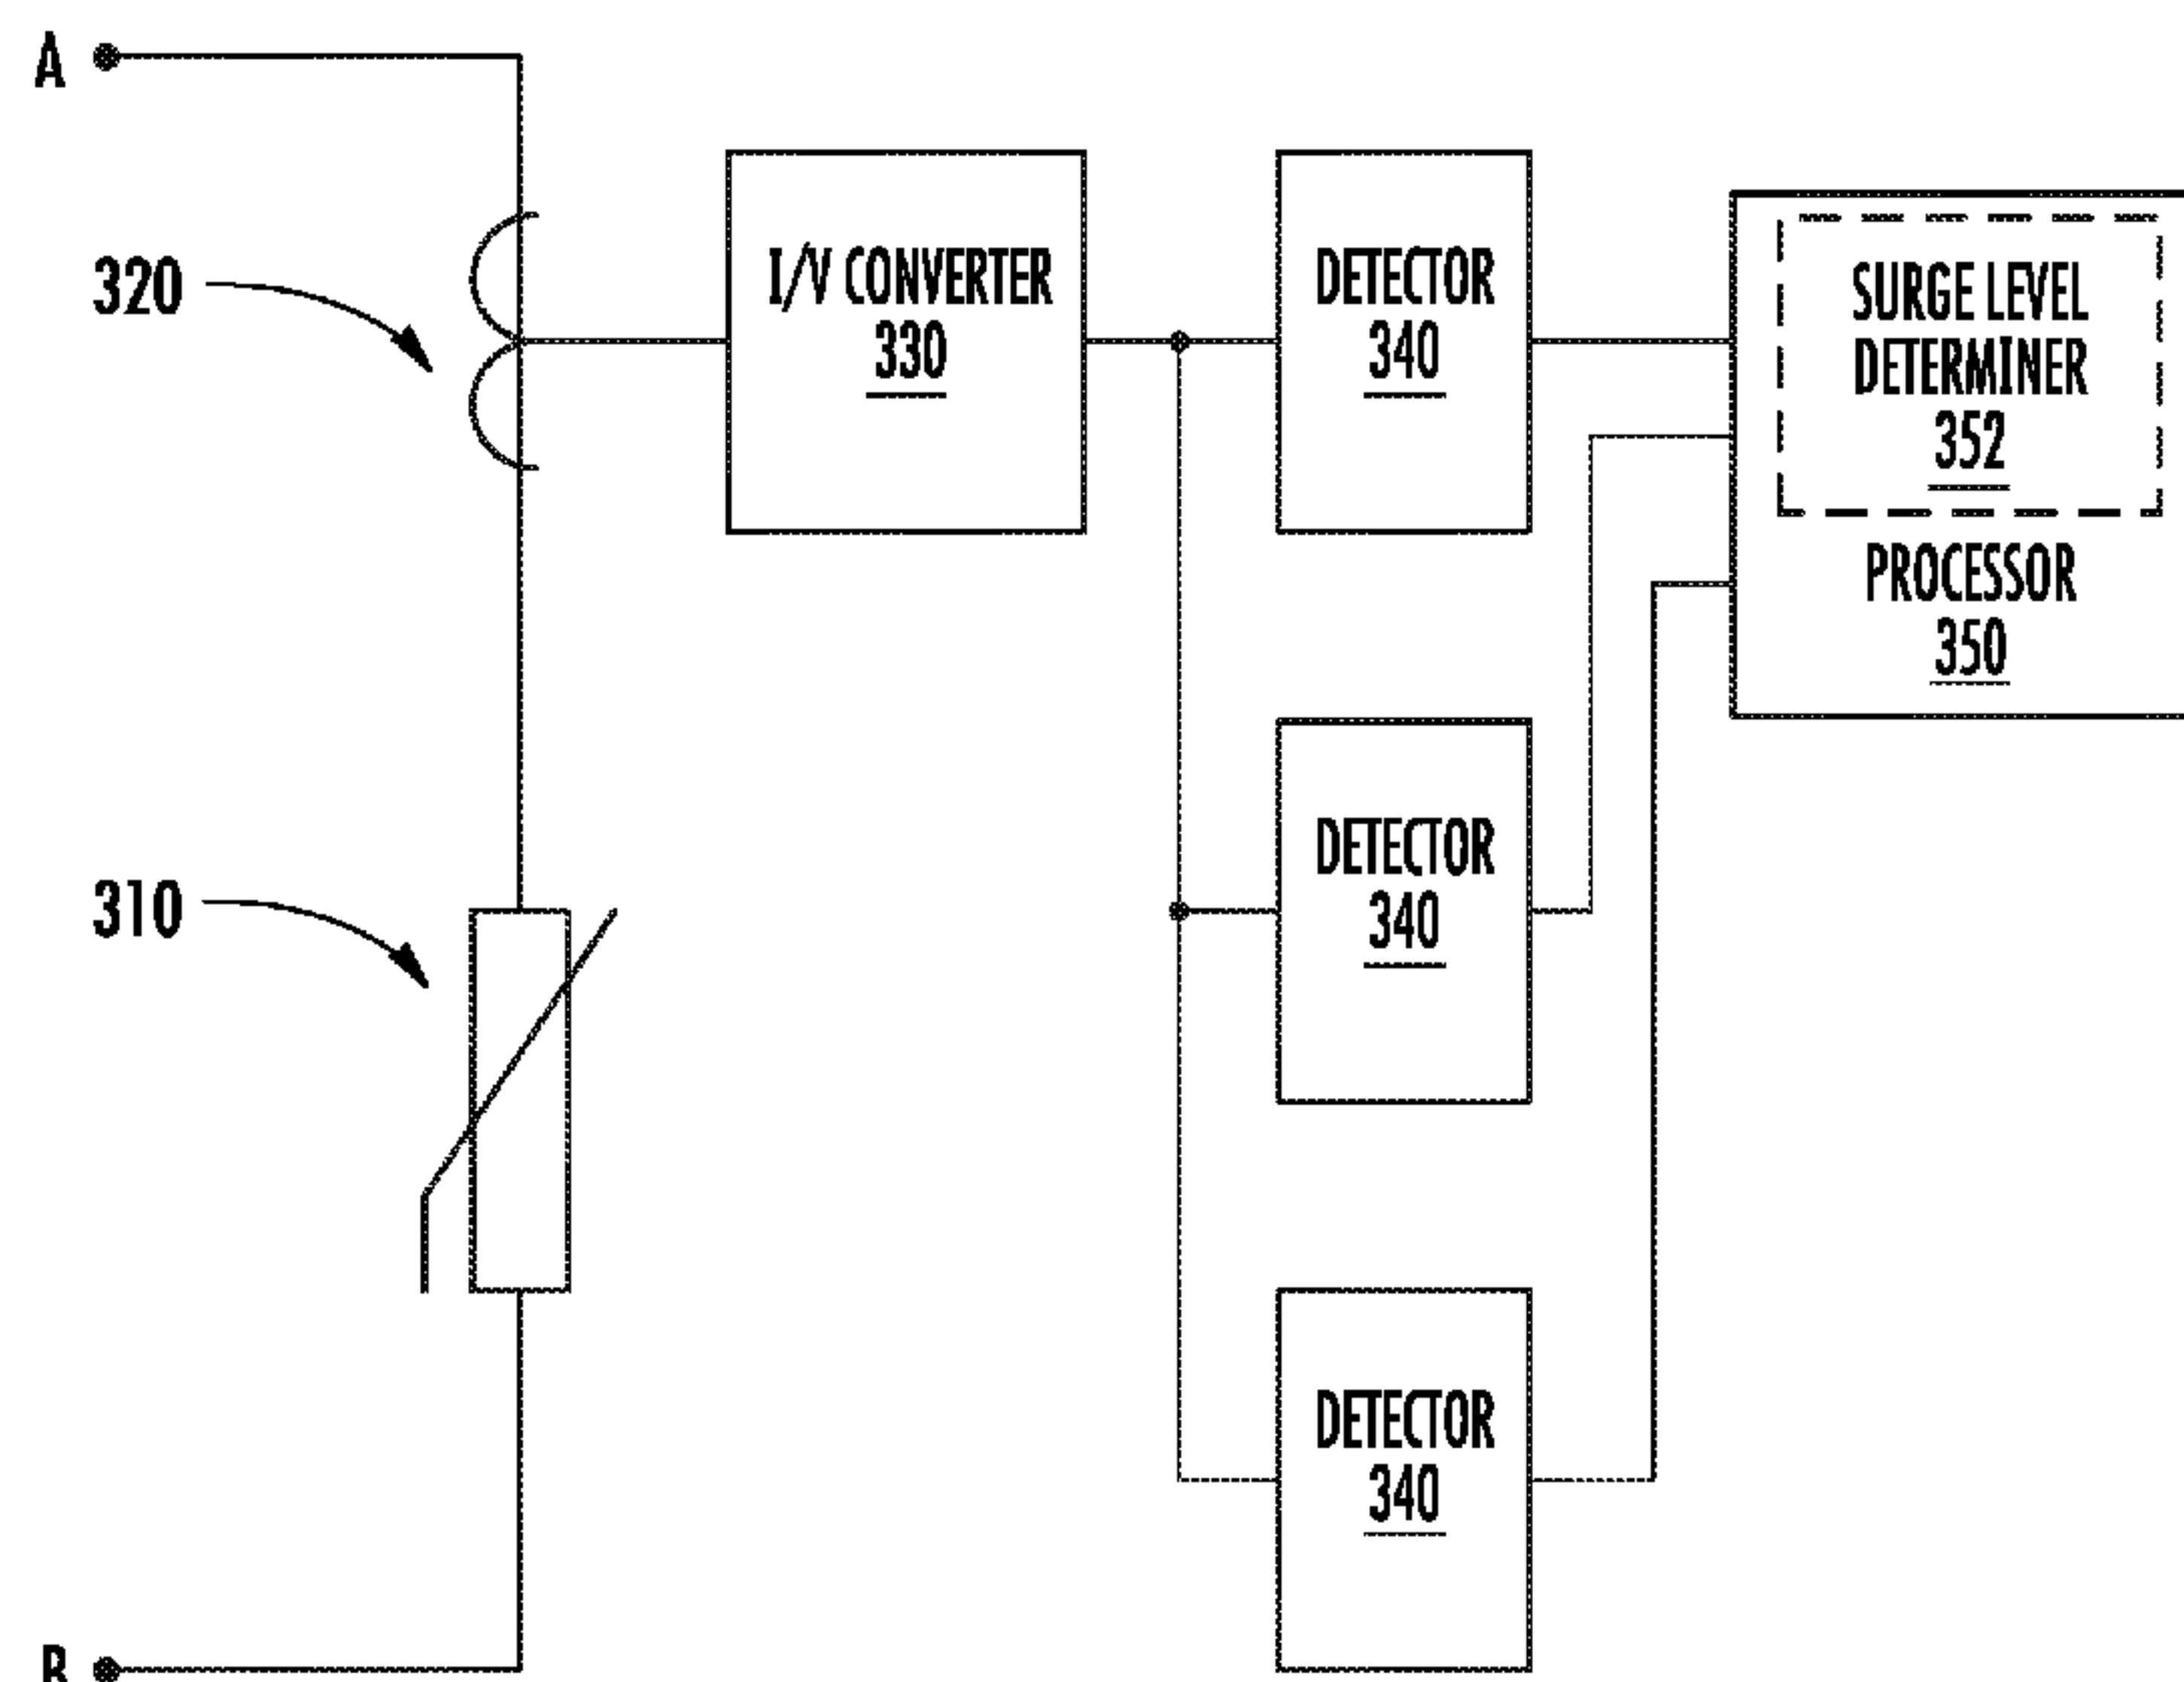 A
320
I/V CONVERTER
330
DETECTOR
340
SURGE LEVEL
DETERMINER
352
PROCESSOR
350
310
DETECTOR
340
DETECTOR
340